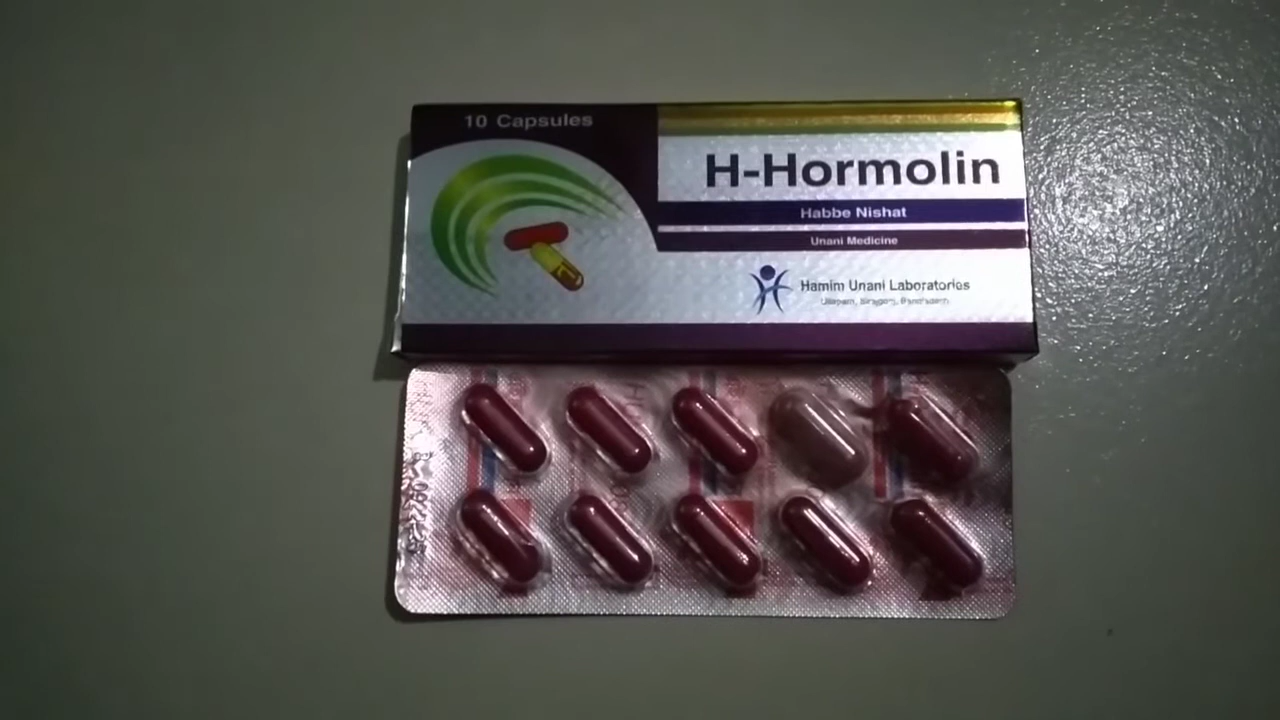 10 Capsules
H-Hormolin
Habbe Nishat
Unani Medicine
Hamim Unani Laboratories